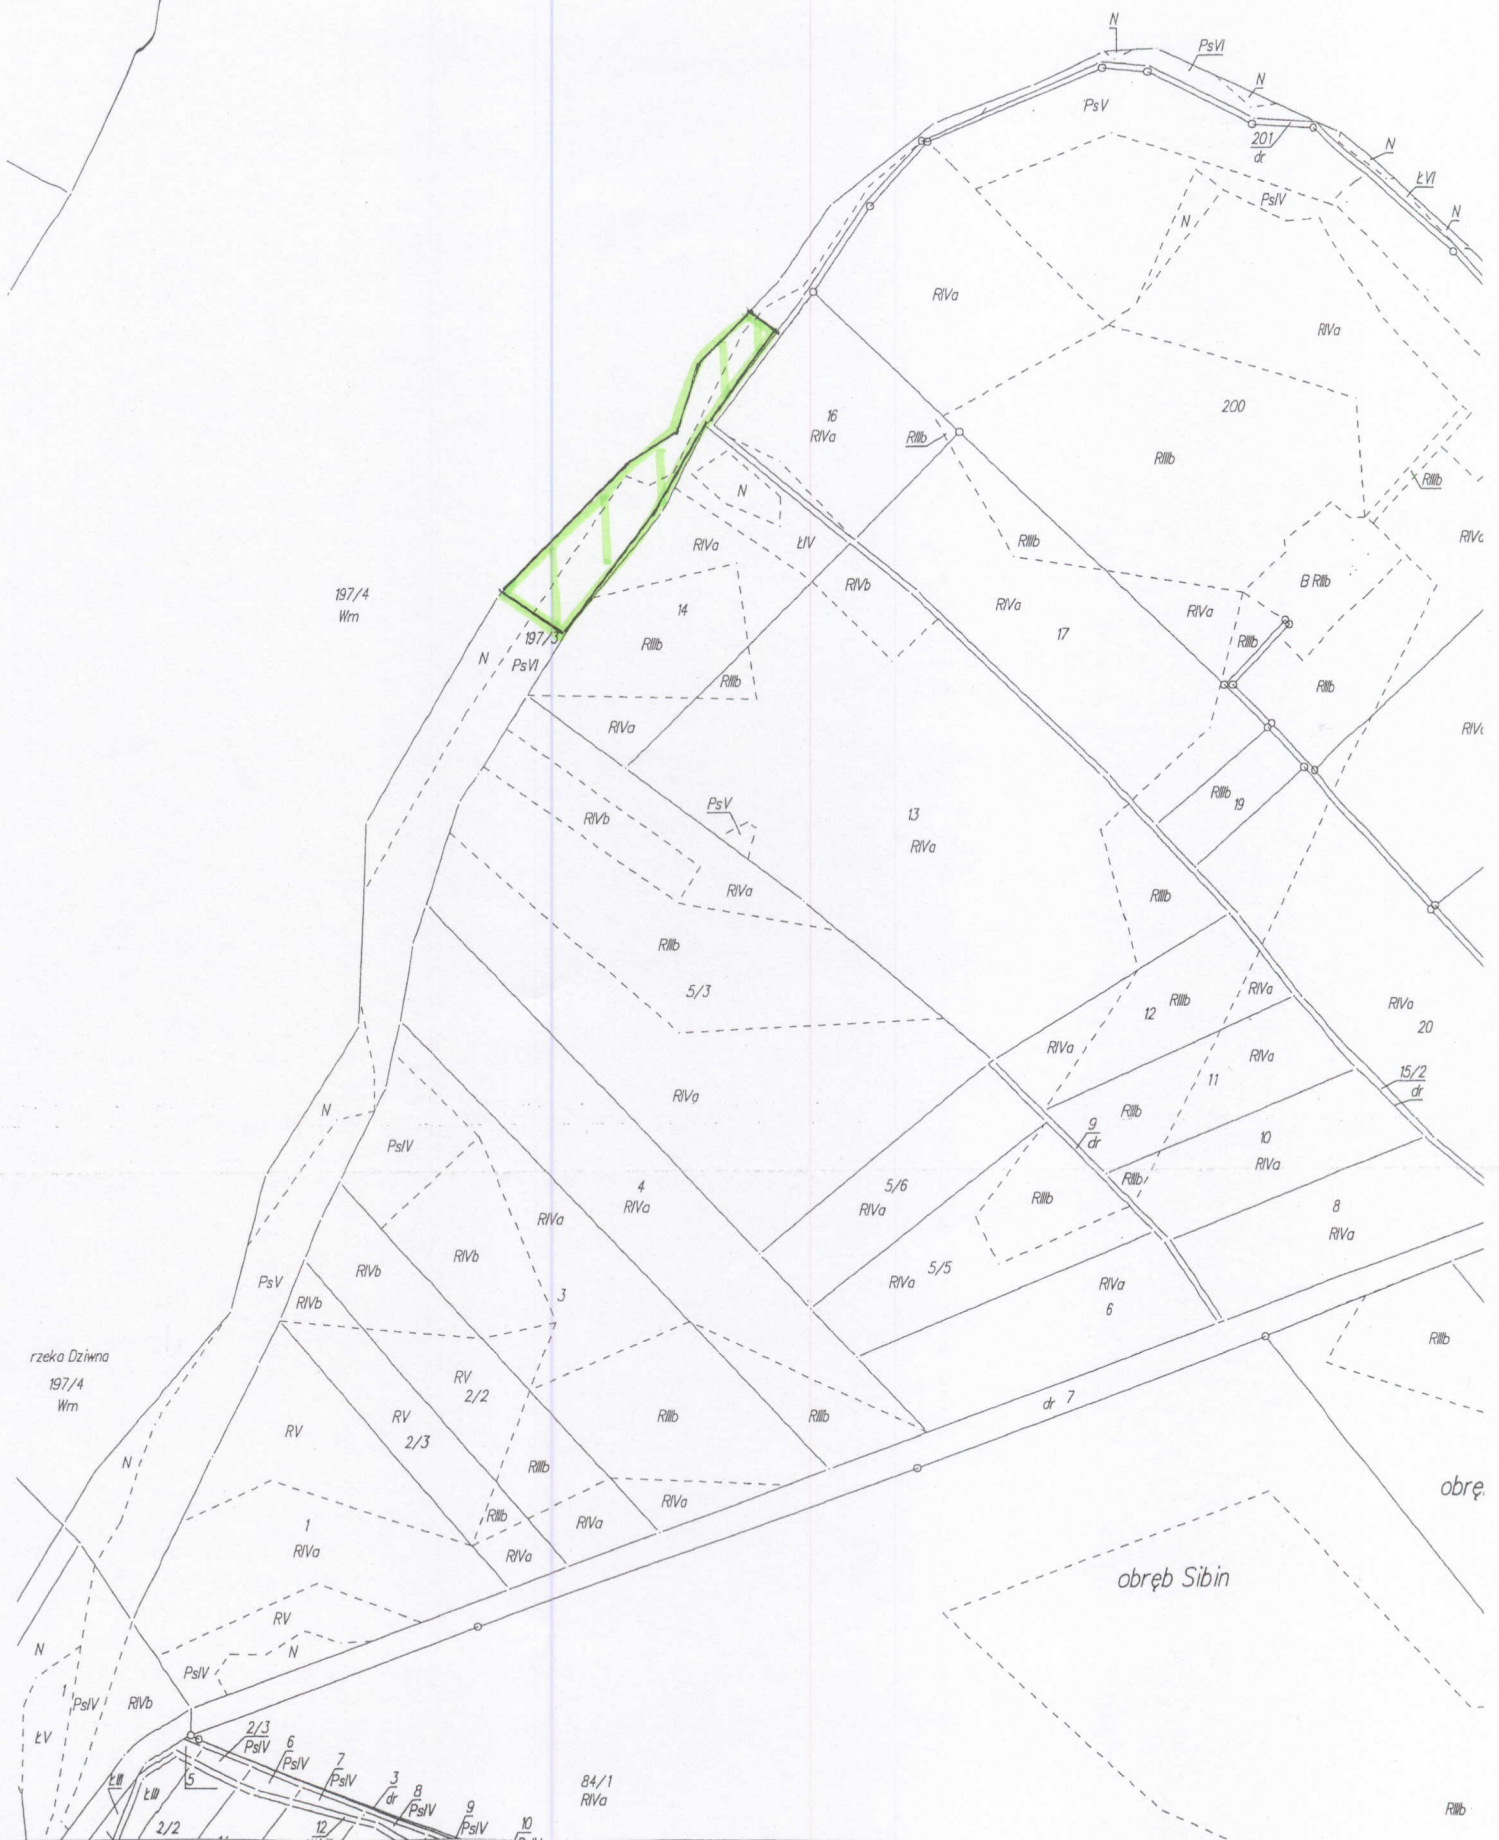 N
PsVI
N
PsV
201
dr
N
ŁVI
N
PsIV
N
RIVa
RIVa
200
16
RIVa
RIIIb
RIIIb
RIIIb
N
RIVa
ŁIV
RIVb
RIIIb
RIVa
B RIIIb
197/4
Wm
14
RIIIb
RIVa
17
RIVa
RIIIb
197/3
N
PsVI
RIIIb
RIIIb
RIVa
PsV
RIVb
13
RIVa
RIIIb
19
RIVa
RIIIb
RIIIb
5/3
RIIIb
RIVa
12
RIVa
20
RIVa
RIVa
11
RIVa
15/2
dr
N
RIIIb
9
dr
PsIV
10
RIVa
RIIIb
4
RIVa
5/6
RIVa
RIIIb
8
RIVa
RIVa
RIVb
RIVb
PsV
RIVb
3
5/5
RIVa
RIVa
6
RIIIb
rzeka Dziwna
197/4
Wm
RV
2/2
dr 7
RV
2/3
RV
RIIIb
RIIIb
N
RIIIb
RIIIb
RIVa
1
RIVa
RIVa
RIVa
obrę
obręb Sibin
RV
N
N
PsIV
1
PsIV
RIVb
ŁV
2/3
PsIV
6
PsIV
7
PsIV
3
dr
8
PsIV
9
PsIV
10
84/1
RIVa
ŁIII
ŁIII
5
2/2
12
RIIIb